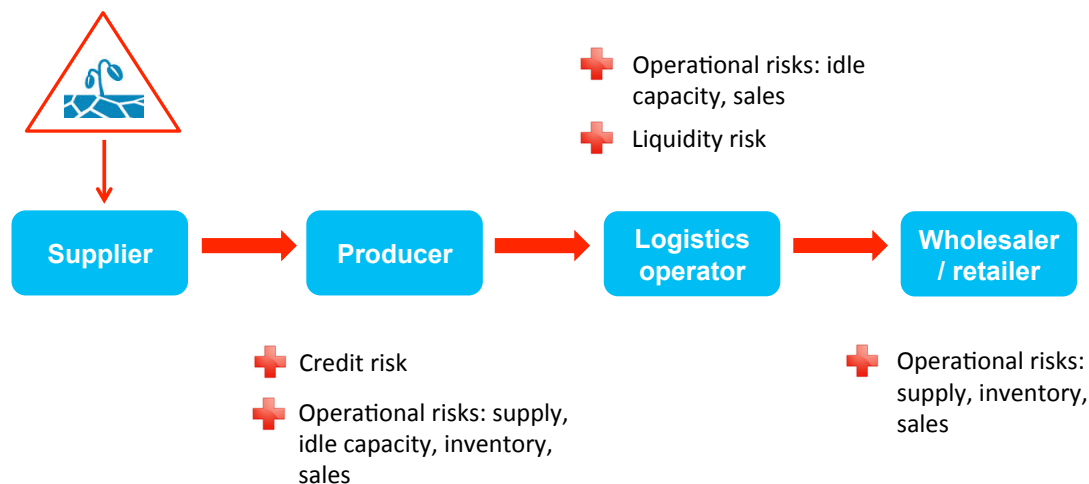 Operational risks: idle
capacity, sales
Liquidity risk
Supplier
Producer
Logistics
operator
Wholesaler
/ retailer
Credit risk
Operational risks: supply,
idle capacity, inventory,
sales
Operational risks:
supply, inventory,
sales